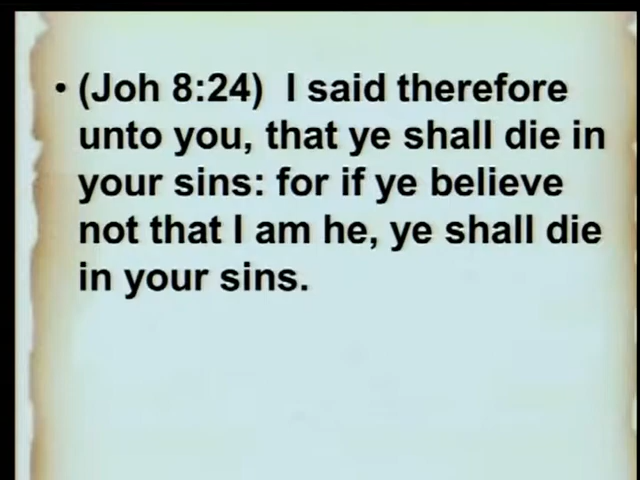 • (Joh 8:24)  I said therefore
unto you, that ye shall die in
your sins: for if ye believe
not that I am he, ye shall die
in your sins.